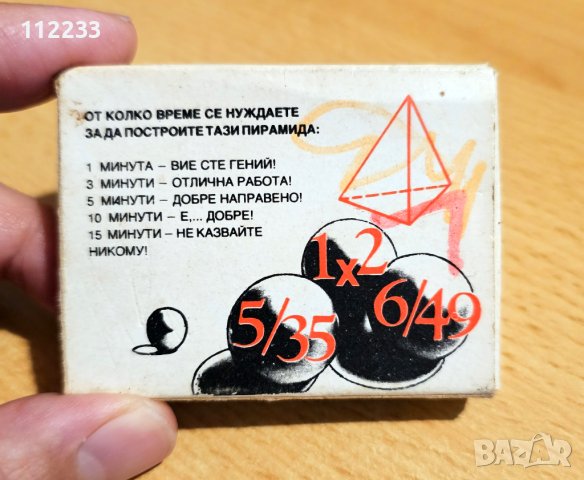 112233
ОТ КОЛКО ВРЕМЕ СЕ НУЖДАЕТЕ
ЗА ДА ПОСТРОИТЕ ТАЗИ ПИРАМИДА:
1 МИНУТА – ВИЕ СТЕ ГЕНИЙ!
3 МИНУТИ – ОТЛИЧНА РАБОТА!
5 МИНУТИ – ДОБРЕ НАПРАВЕНО!
10 МИНУТИ – Е,... ДОБРЕ!
15 МИНУТИ – НЕ КАЗВАЙТЕ
НИКОМУ!
1x2
5/35
6/49
BAZAR